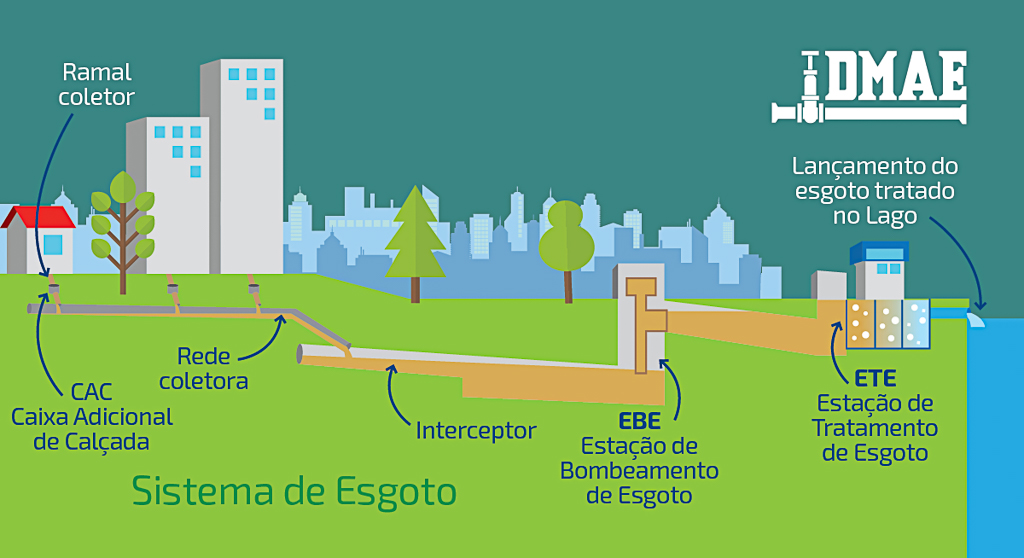 Ramal
coletor
DMAE
Lançamento do
esgoto tratado
no Lago
Rede
coletora
CAC
Caixa Adicional
de Calçada
Interceptor
EBE
Estação de
Bombeamento
de Esgoto
ETE
Estação de
Tratamento
de Esgoto
Sistema de Esgoto